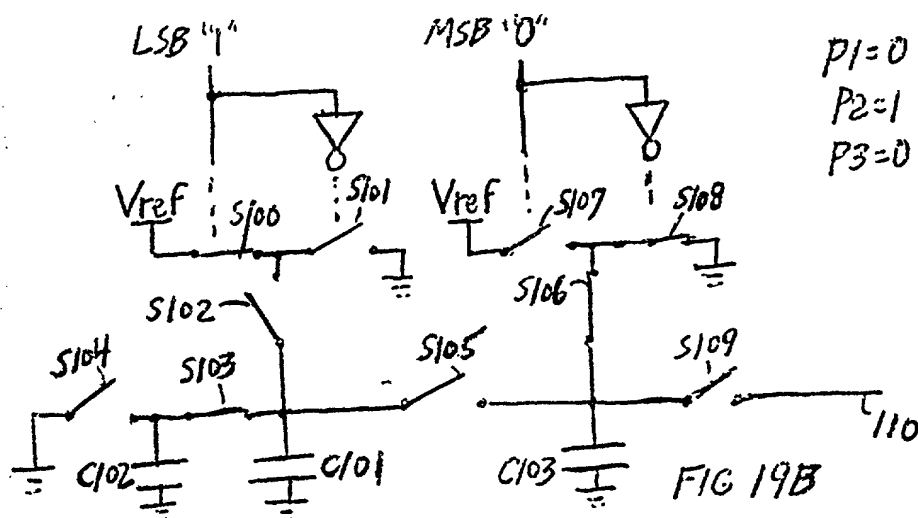 LSB "1"
MSB "0"
P1=0
P2=1
P3=0
Vref
S100
S101
Vref
S107
S108
S102
S106
S104
S103
S105
S109
110
C102
C101
C103
FIG 19B